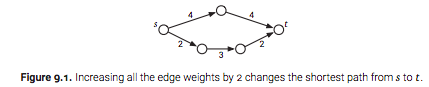 4 4
s t
2 2
3
Figure 9.1. Increasing all the edge weights by 2 changes the shortest path from s to t.